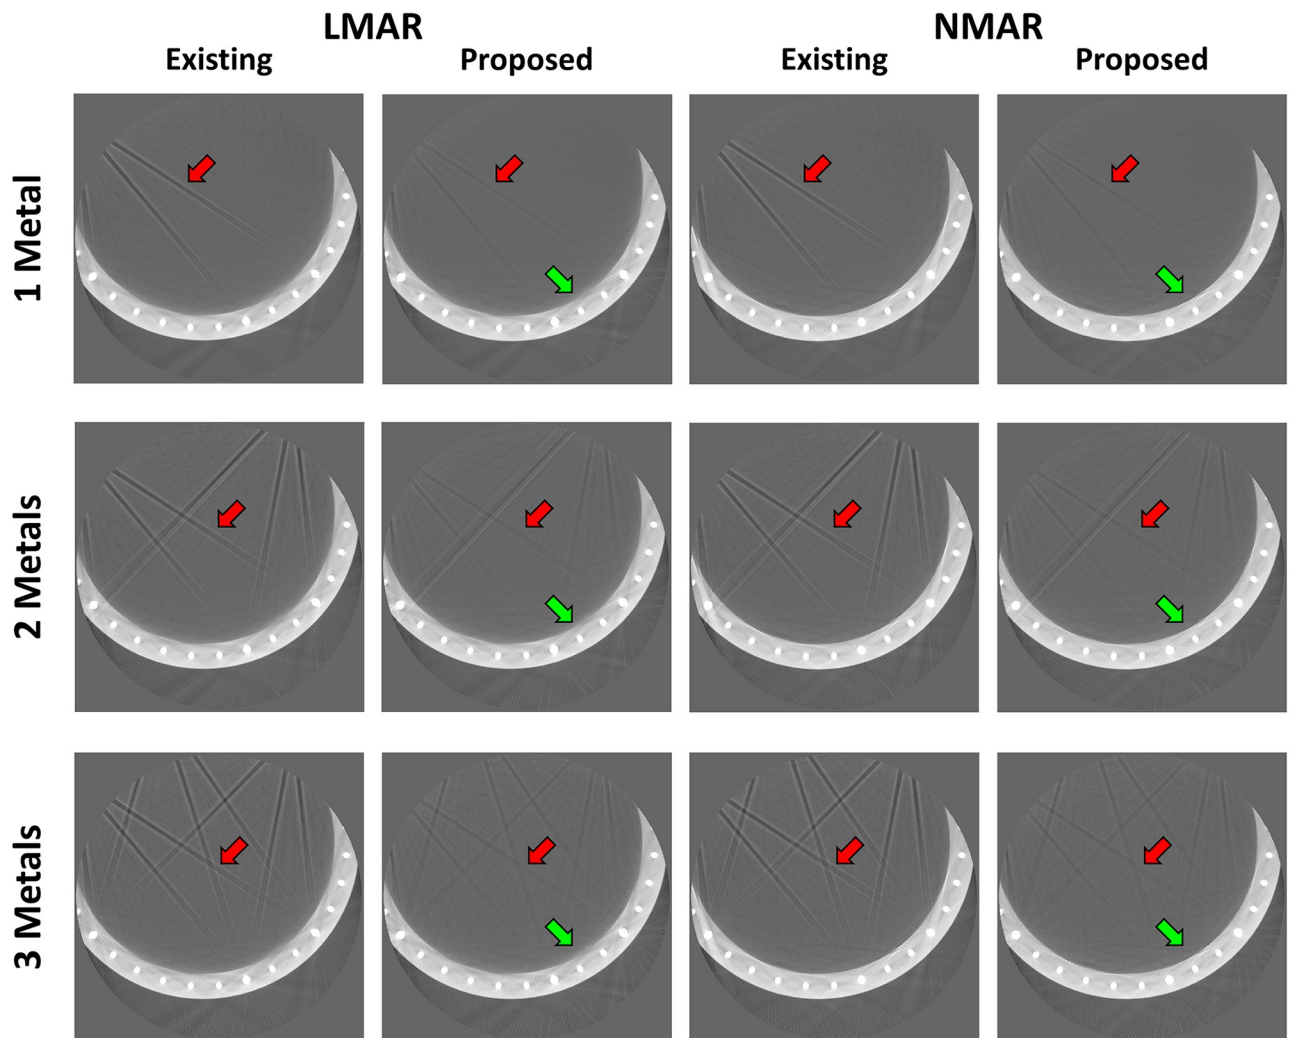 LMAR NMAR
Existing Proposed Existing Proposed
1 Metal
2 Metals
3 Metals